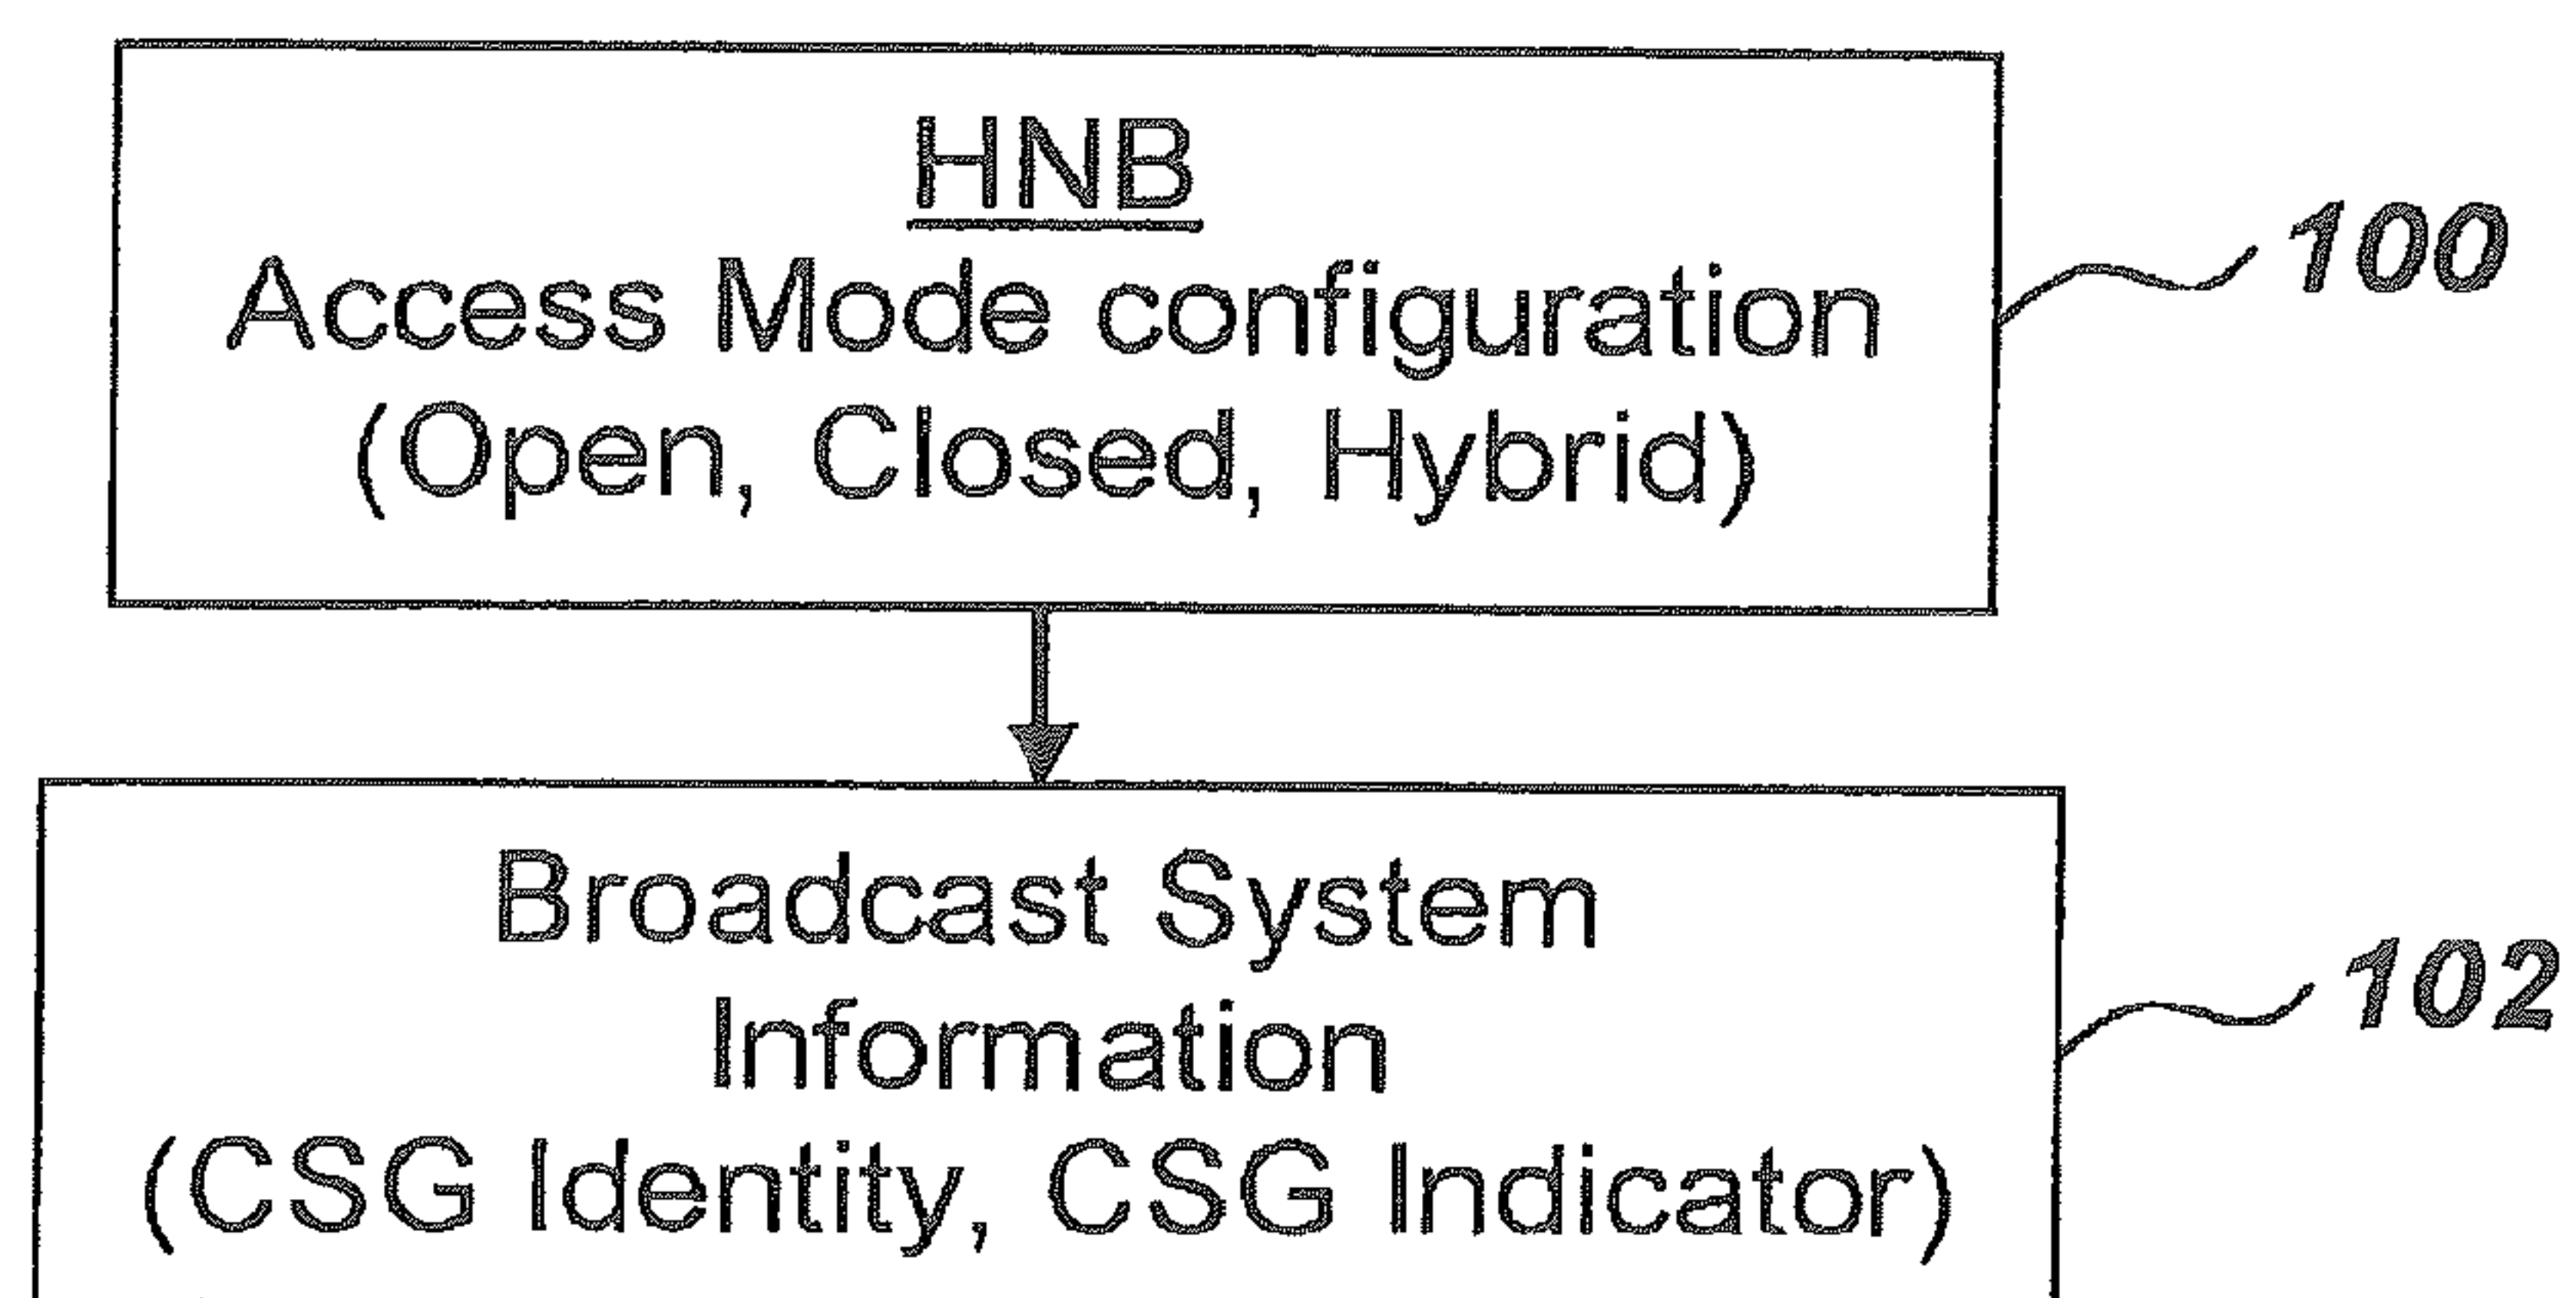 HNB
Access Mode configuration
(Open, Closed, Hybrid)
100
Broadcast System
Information
(CSG Identity, CSG Indicator)
102